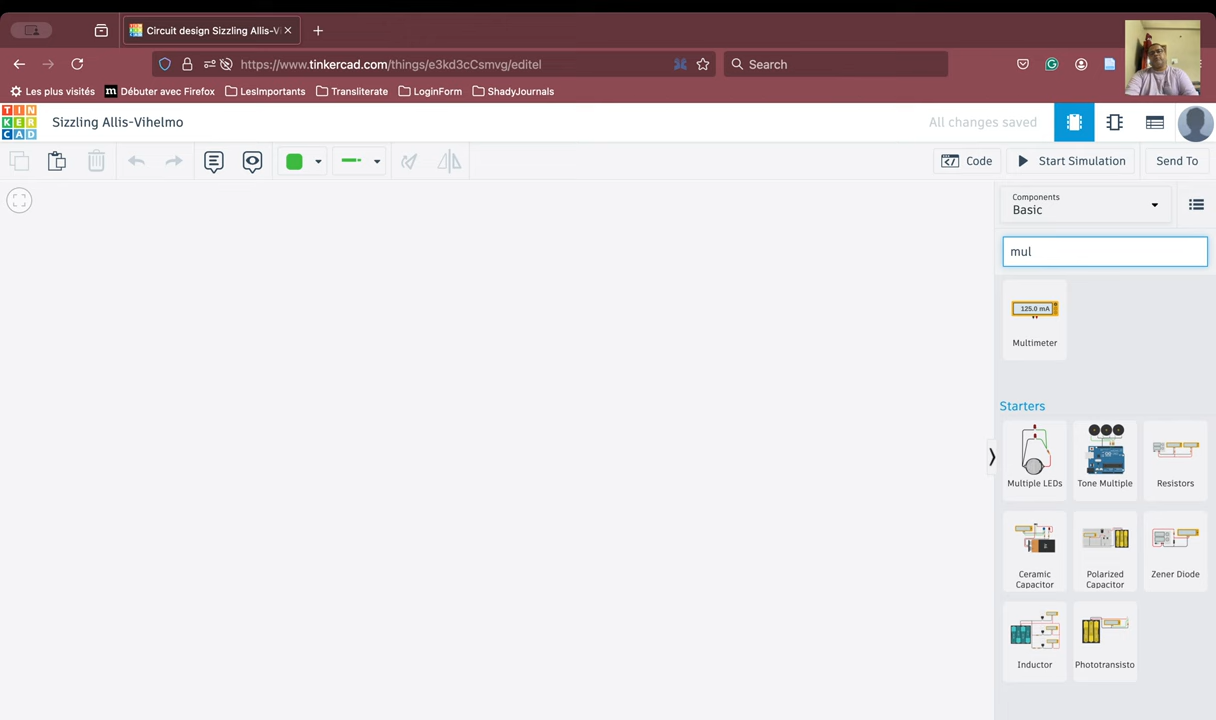 Circuit design Sizzling Allis-Vi
https://www.tinkercad.com/things/e3kd3cCsmvg/editel
Search
Les plus visités
m Débuter avec Firefox
LesImportants
Transliterate
LoginForm
ShadyJournals
TIN
KER
CAD
Sizzling Allis-Vihelmo
All changes saved
Code
Start Simulation
Send To
Components
Basic
mul
125.0 mA
Multimeter
Starters
Multiple LEDs
Tone Multiple
Resistors
Ceramic
Capacitor
Polarized
Capacitor
Zener Diode
Inductor
Phototransisto